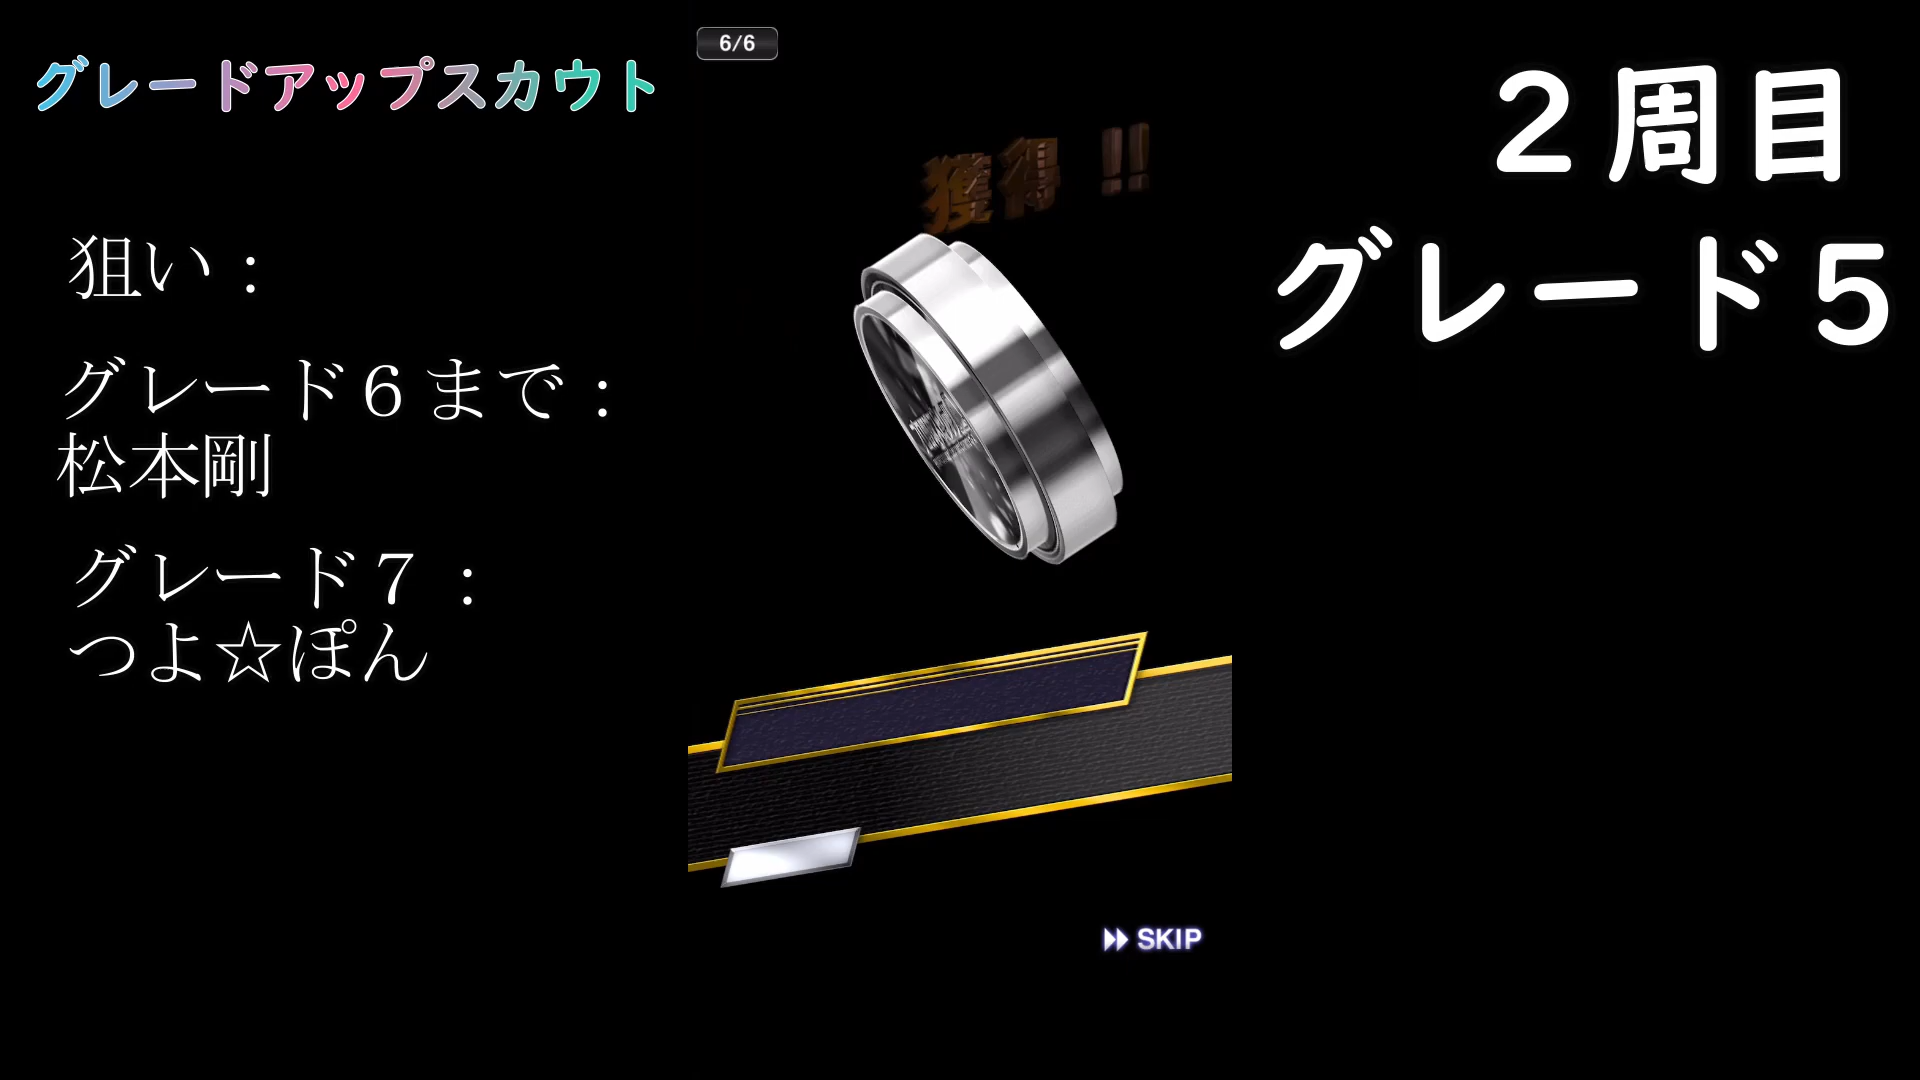 グレードアップスカウト
狙い：
グレード６まで：
松本剛
グレード７：
つよ☆ぽん
6/6
獲得!!
SKIP
２周目
グレード５